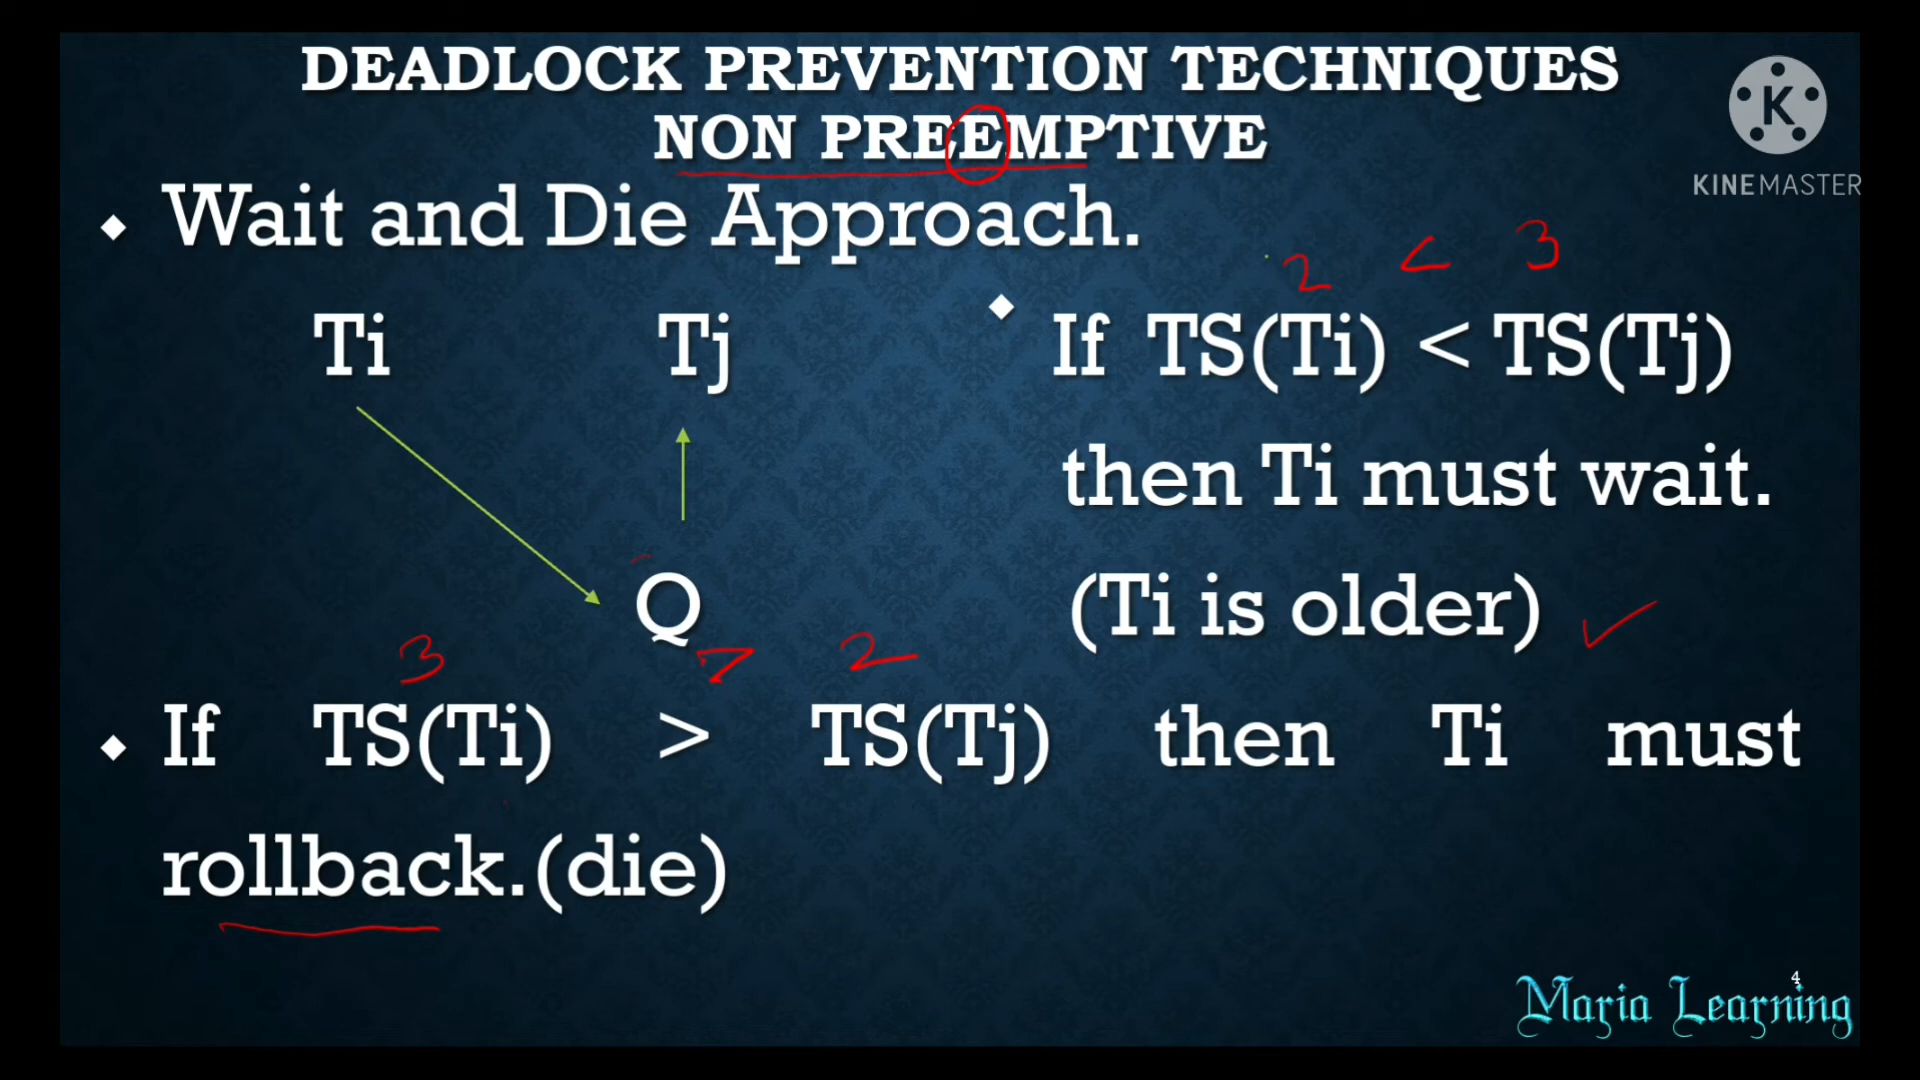 DEADLOCK PREVENTION TECHNIQUES
NON PREEMPTIVE
K
KINEMASTER
Wait and Die Approach.
2 < 3
Ti Tj
If TS(Ti) < TS(Tj)
then Ti must wait.
Q
(Ti is older)
3 > 2
If TS(Ti) > TS(Tj) then Ti must
rollback.(die)
4
Maria Learning